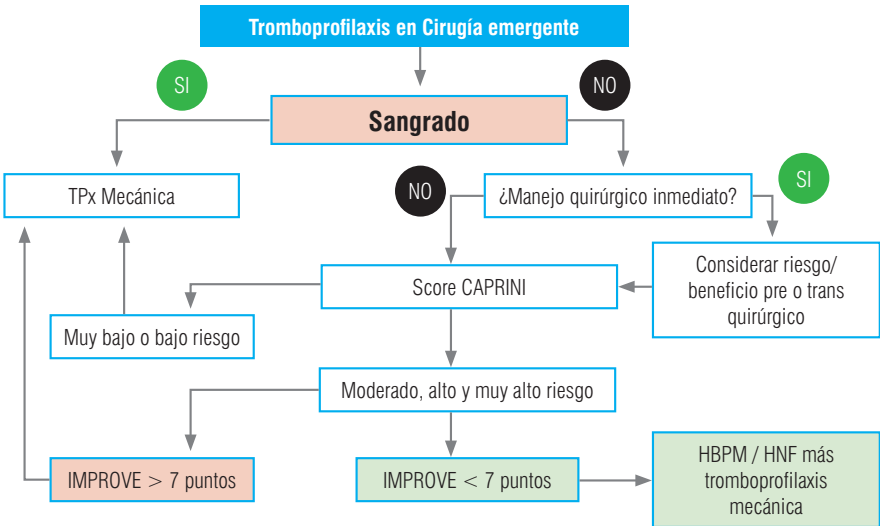 Tromboprofilaxis en Cirugía emergente
SI
NO
Sangrado
TPx Mecánica
NO
¿Manejo quirúrgico inmediato?
SI
Score CAPRINI
Considerar riesgo/
beneficio pre o trans
quirúrgico
Muy bajo o bajo riesgo
Moderado, alto y muy alto riesgo
IMPROVE > 7 puntos
IMPROVE < 7 puntos
HBPM / HNF más
tromboprofilaxis
mecánica